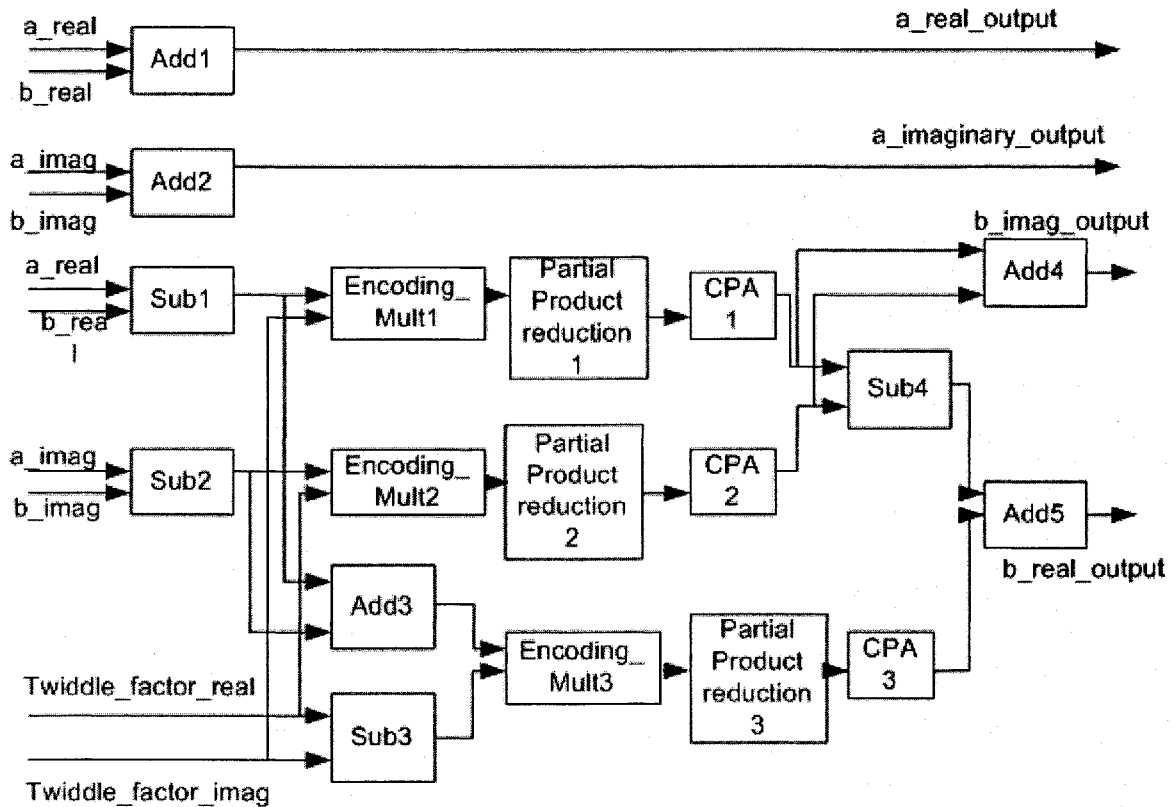 a_real
a_real_output
Add1
b_real
a_imag
a_imaginary_output
Add2
b_imag
b_imag_output
a_real
Add4
Sub1
b_rea
l
Encoding_
Mult1
Partial
Product
reduction
1
CPA
1
Sub4
a_imag
Sub2
b_imag
Encoding_
Mult2
Partial
Product
reduction
2
CPA
2
Add5
b_real_output
Add3
Encoding_
Mult3
Partial
Product
reduction
3
CPA
3
Twiddle_factor_real
Sub3
Twiddle_factor_imag